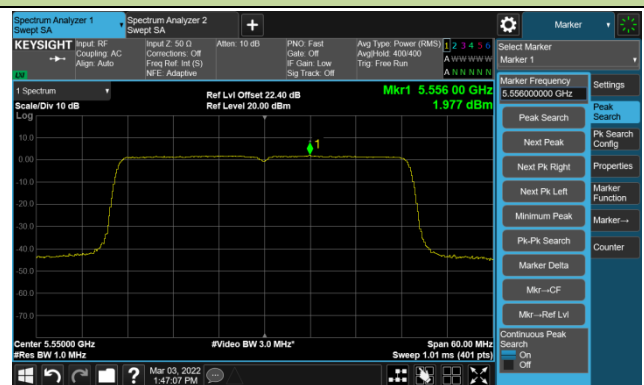 Spectrum Analyzer 1
Swept SA
Spectrum Analyzer 2
Swept SA
+
Marker
KEYSIGHT
Input: RF
Coupling: AC
Align: Auto
Input Z: 50 Ω
Corrections: Off
Freq Ref: Int (S)
NFE: Adaptive
Atten: 10 dB
PNO: Fast
Gate: Off
IF Gain: Low
Sig Track: Off
Avg Type: Power (RMS)
Avg|Hold: 400/400
Trig: Free Run
1 2 3 4 5 6
A W W W W W
A N N N N N
LV
Select Marker
Marker 1
1 Spectrum
Scale/Div 10 dB
Log
Ref Lvl Offset 22.40 dB
Ref Level 20.00 dBm
Mkr1 5.556 00 GHz
1.977 dBm
10.0
0.00
-10.0
-20.0
-30.0
-40.0
-50.0
-60.0
-70.0
1
Center 5.55000 GHz
#Res BW 1.0 MHz
#Video BW 3.0 MHz*
Span 60.00 MHz
Sweep 1.01 ms (401 pts)
Marker Frequency
5.556000000 GHz
Peak Search
Next Peak
Next Pk Right
Next Pk Left
Minimum Peak
Pk-Pk Search
Marker Delta
Mkr→CF
Mkr→Ref Lvl
Continuous Peak
Search
On
Off
Settings
Peak
Search
Pk Search
Config
Properties
Marker
Function
Marker→
Counter
?
Mar 03, 2022
1:47:07 PM